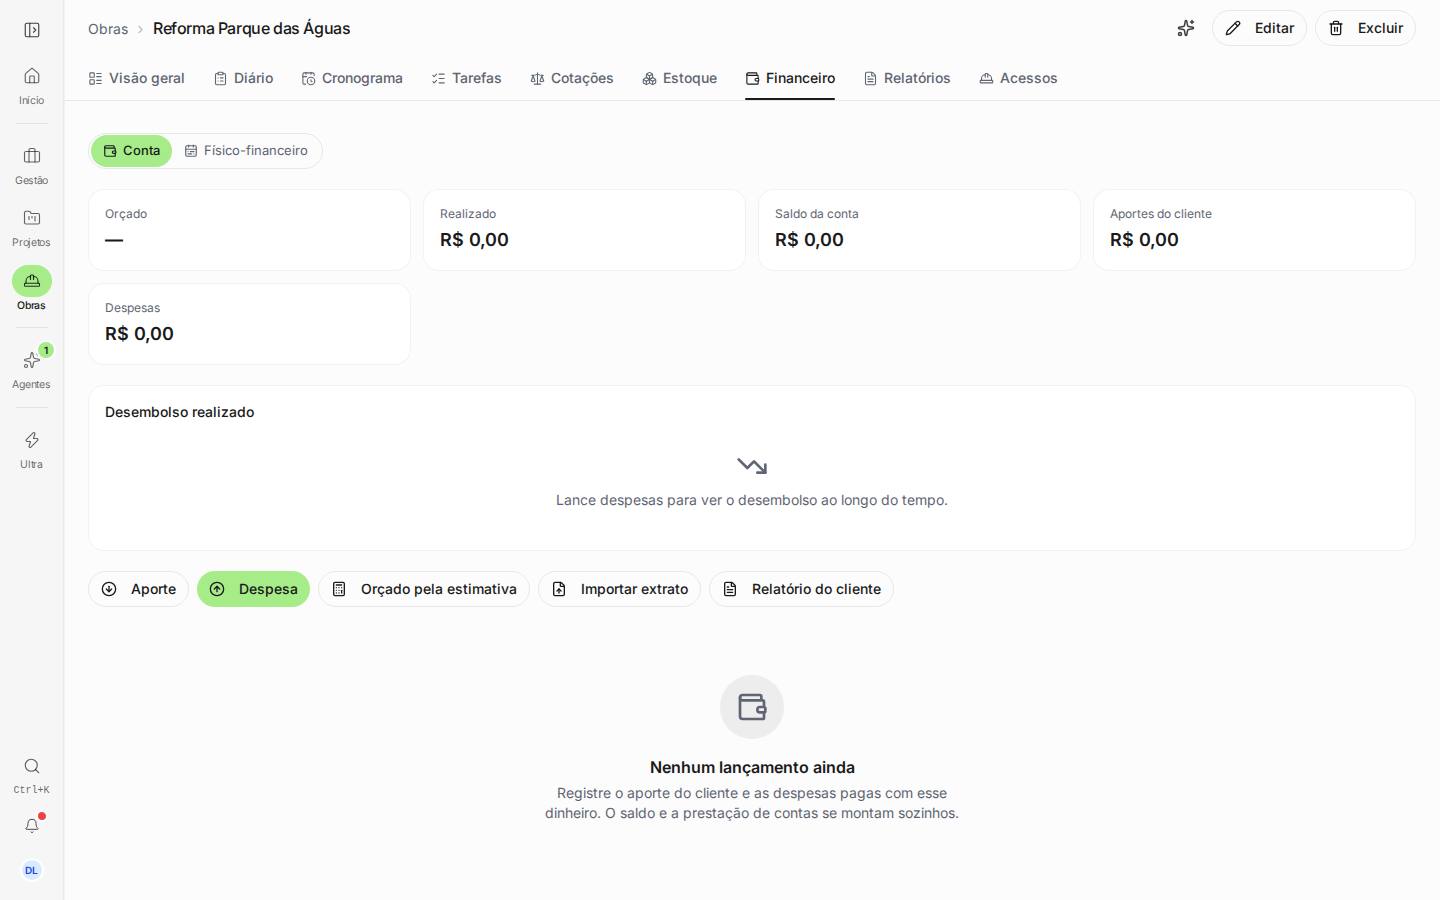 Obras > Reforma Parque das Águas
Editar
Excluir
Visão geral
Diário
Cronograma
Tarefas
Cotações
Estoque
Financeiro
Relatórios
Acessos
Início
Gestão
Projetos
Obras
1
Agentes
Ultra
Ctrl+K
DL
Conta
Físico-financeiro
Orçado
—
Realizado
R$ 0,00
Saldo da conta
R$ 0,00
Aportes do cliente
R$ 0,00
Despesas
R$ 0,00
Desembolso realizado
Lance despesas para ver o desembolso ao longo do tempo.
Aporte
Despesa
Orçado pela estimativa
Importar extrato
Relatório do cliente
Nenhum lançamento ainda
Registre o aporte do cliente e as despesas pagas com esse
dinheiro. O saldo e a prestação de contas se montam sozinhos.